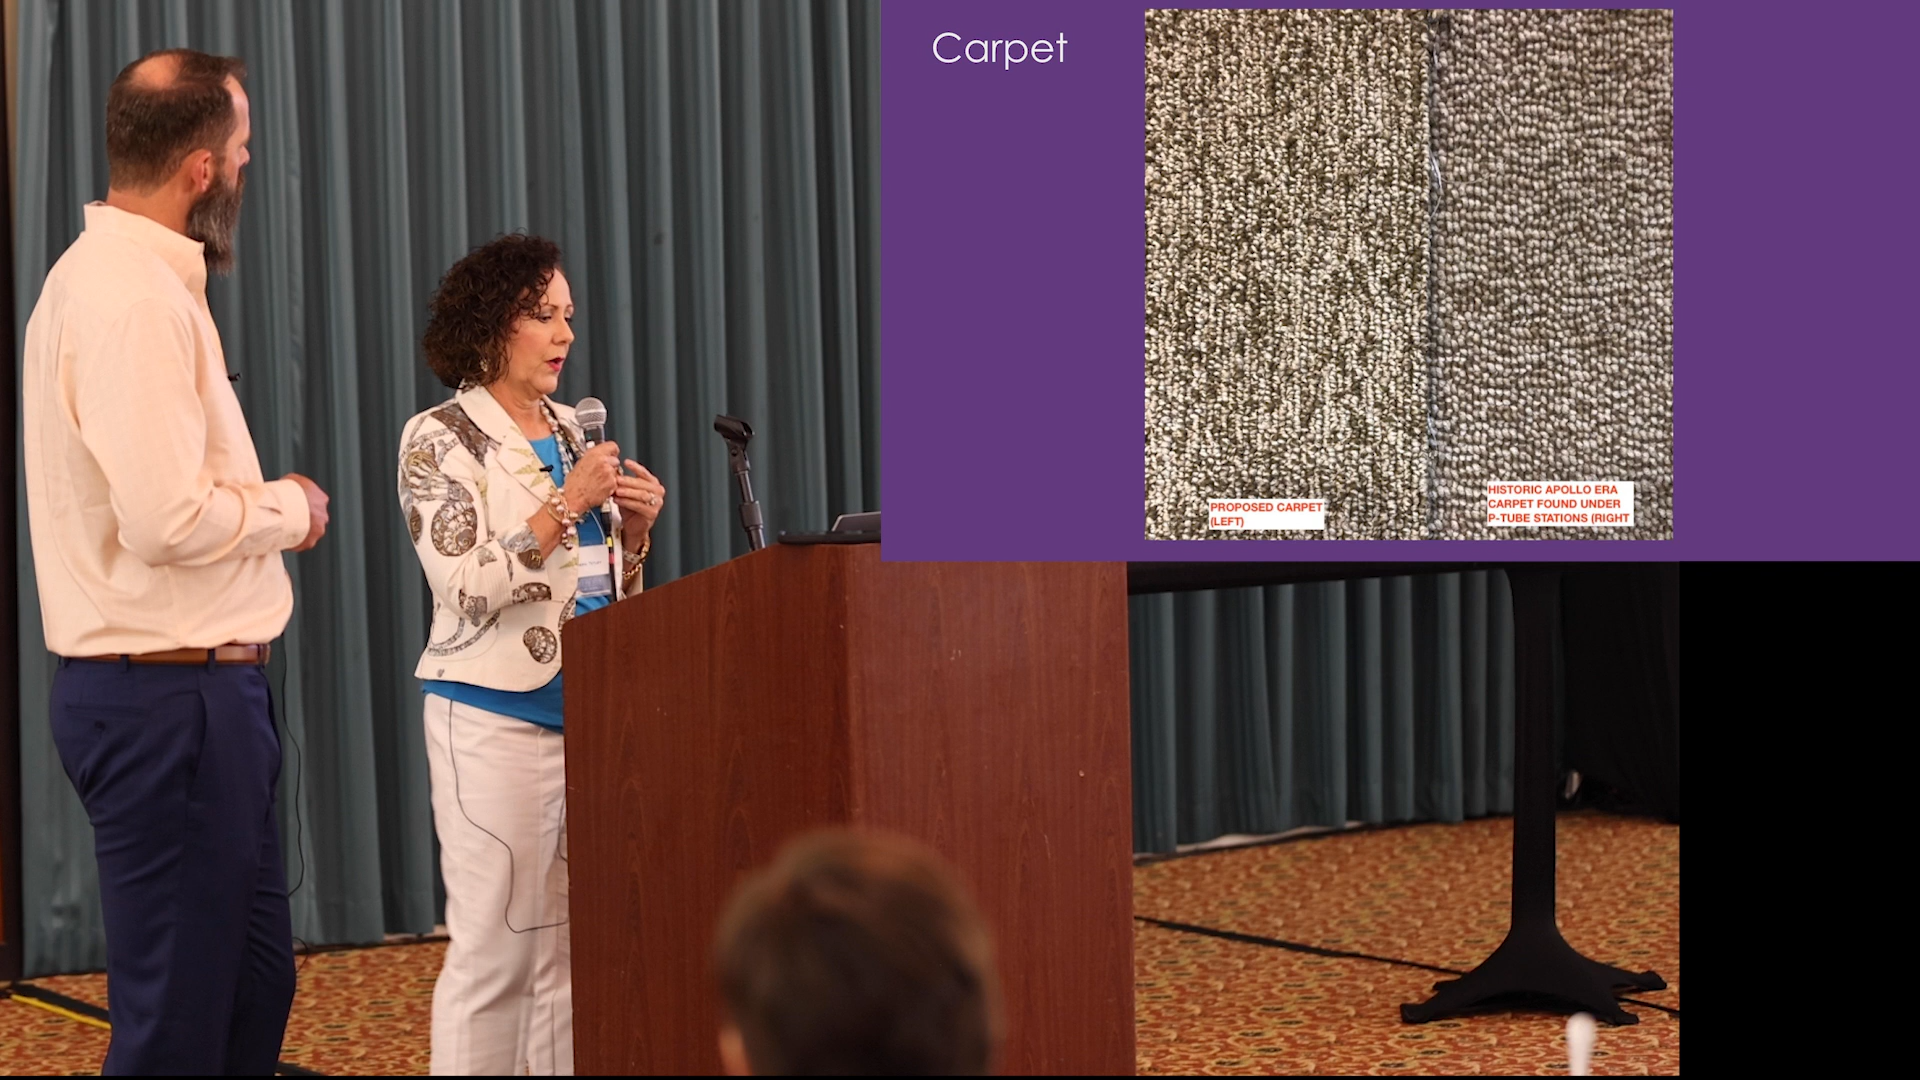 Carpet
PROPOSED CARPET
(LEFT)
HISTORIC APOLLO ERA
CARPET FOUND UNDER
P-TUBE STATIONS (RIGHT